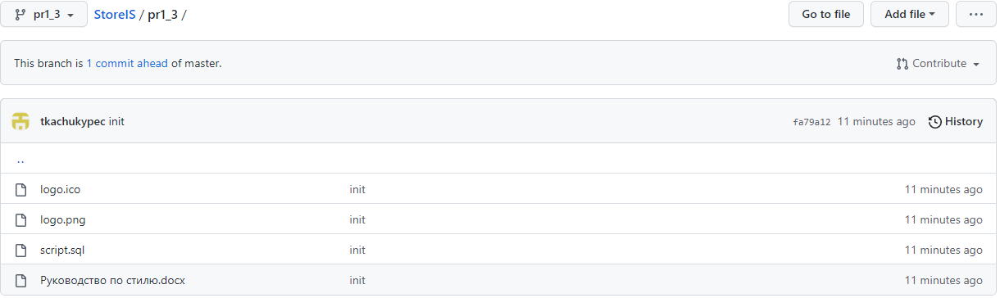 pr1_3 StoreIS / pr1_3 / Go to file Add file ...
This branch is 1 commit ahead of master. Contribute
tkachukypec init fa79a12 11 minutes ago History
..
logo.ico init 11 minutes ago
logo.png init 11 minutes ago
script.sql init 11 minutes ago
Руководство по стилю.docx init 11 minutes ago